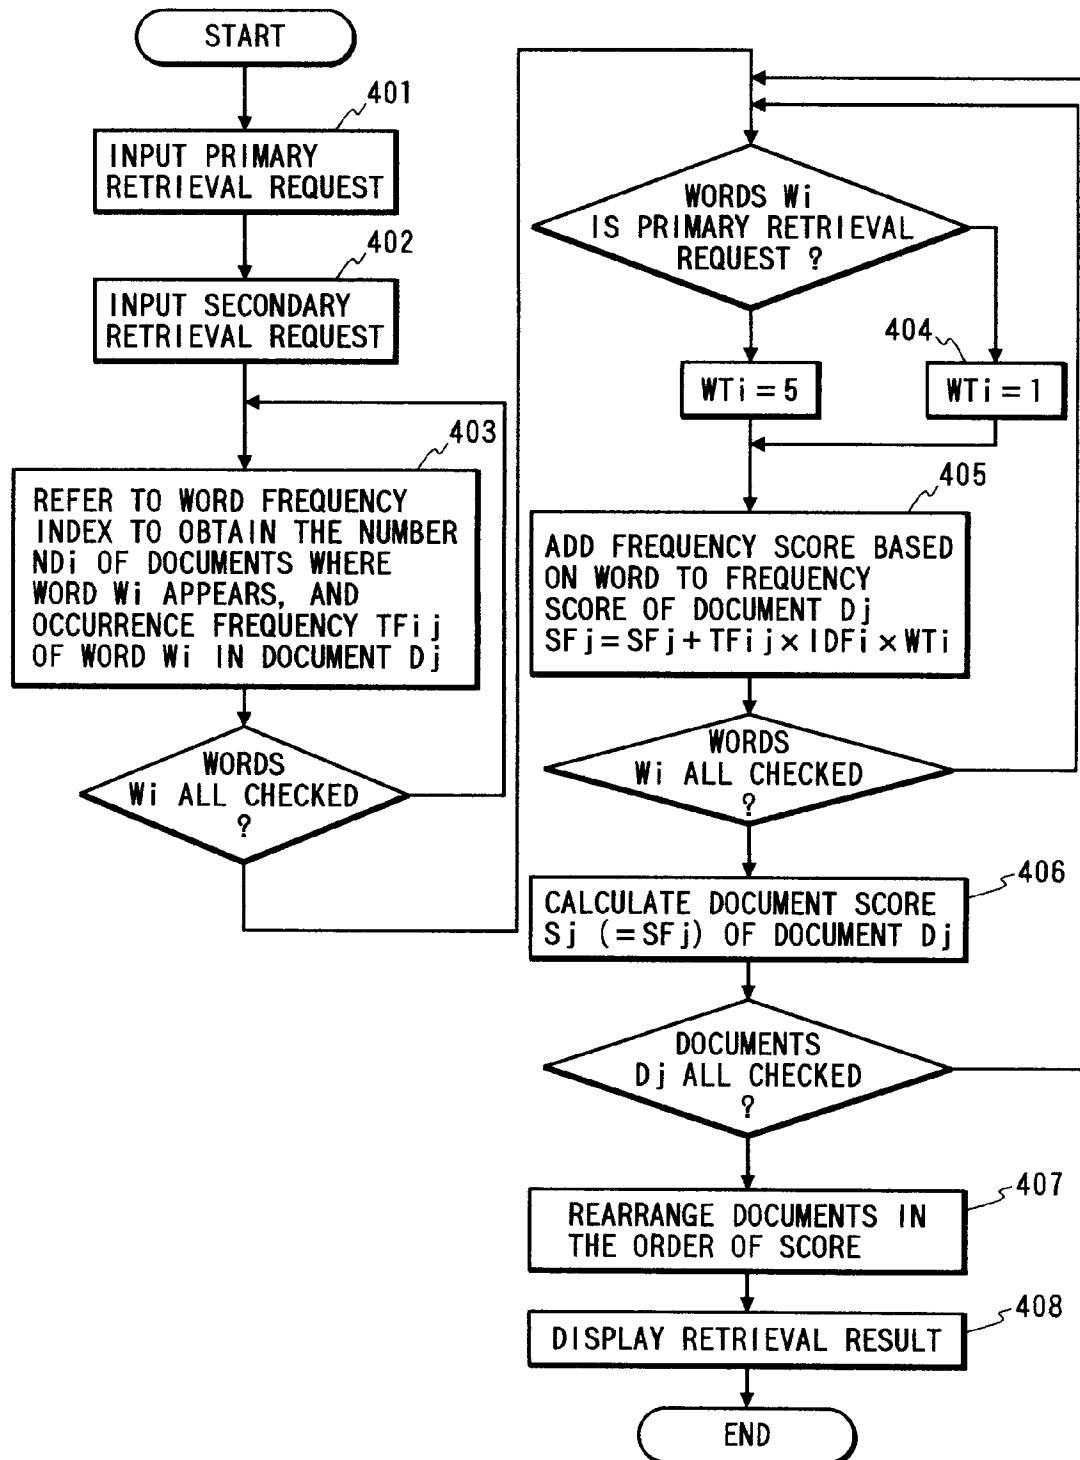 START
401
INPUT PRIMARY
RETRIEVAL REQUEST
402
INPUT SECONDARY
RETRIEVAL REQUEST
403
REFER TO WORD FREQUENCY
INDEX TO OBTAIN THE NUMBER
NDi OF DOCUMENTS WHERE
WORD Wi APPEARS, AND
OCCURRENCE FREQUENCY TFij
OF WORD Wi IN DOCUMENT Dj
WORDS
Wi ALL CHECKED
?
WORDS Wi
IS PRIMARY RETRIEVAL
REQUEST ?
404
WTi = 5
WTi = 1
405
ADD FREQUENCY SCORE BASED
ON WORD TO FREQUENCY
SCORE OF DOCUMENT Dj
SFj=SFj+TFij×IDFi×WTi
WORDS
Wi ALL CHECKED
?
406
CALCULATE DOCUMENT SCORE
Sj (=SFj) OF DOCUMENT Dj
DOCUMENTS
Dj ALL CHECKED
?
407
REARRANGE DOCUMENTS IN
THE ORDER OF SCORE
408
DISPLAY RETRIEVAL RESULT
END